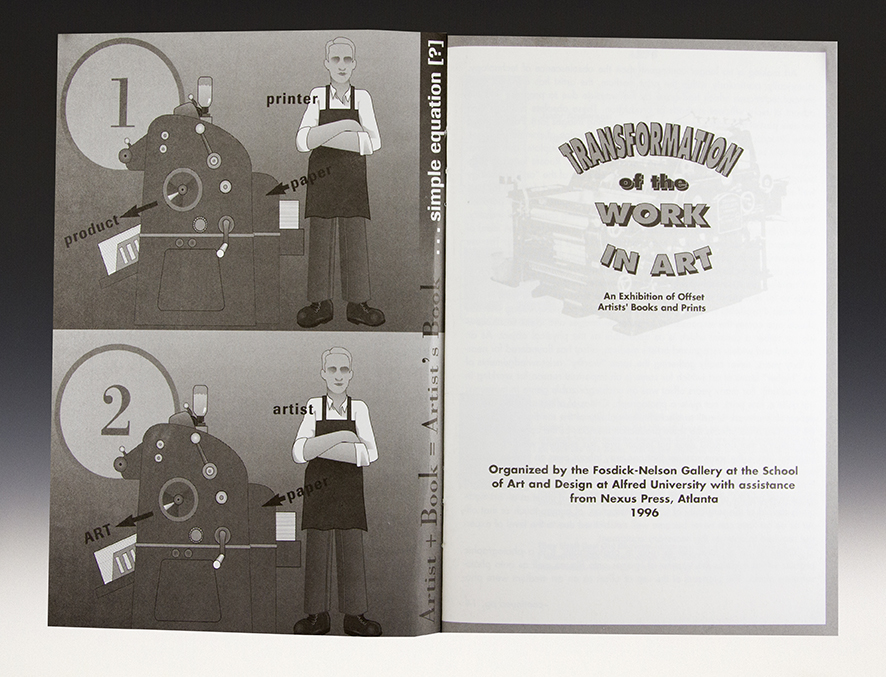 1
printer
paper
product
2
artist
paper
ART
Artist + Book = Artist's Book
. . . simple equation [?]
TRANSFORMATION
of the
WORK
IN ART
An Exhibition of Offset
Artists' Books and Prints
Organized by the Fosdick-Nelson Gallery at the School
of Art and Design at Alfred University with assistance
from Nexus Press, Atlanta
1996